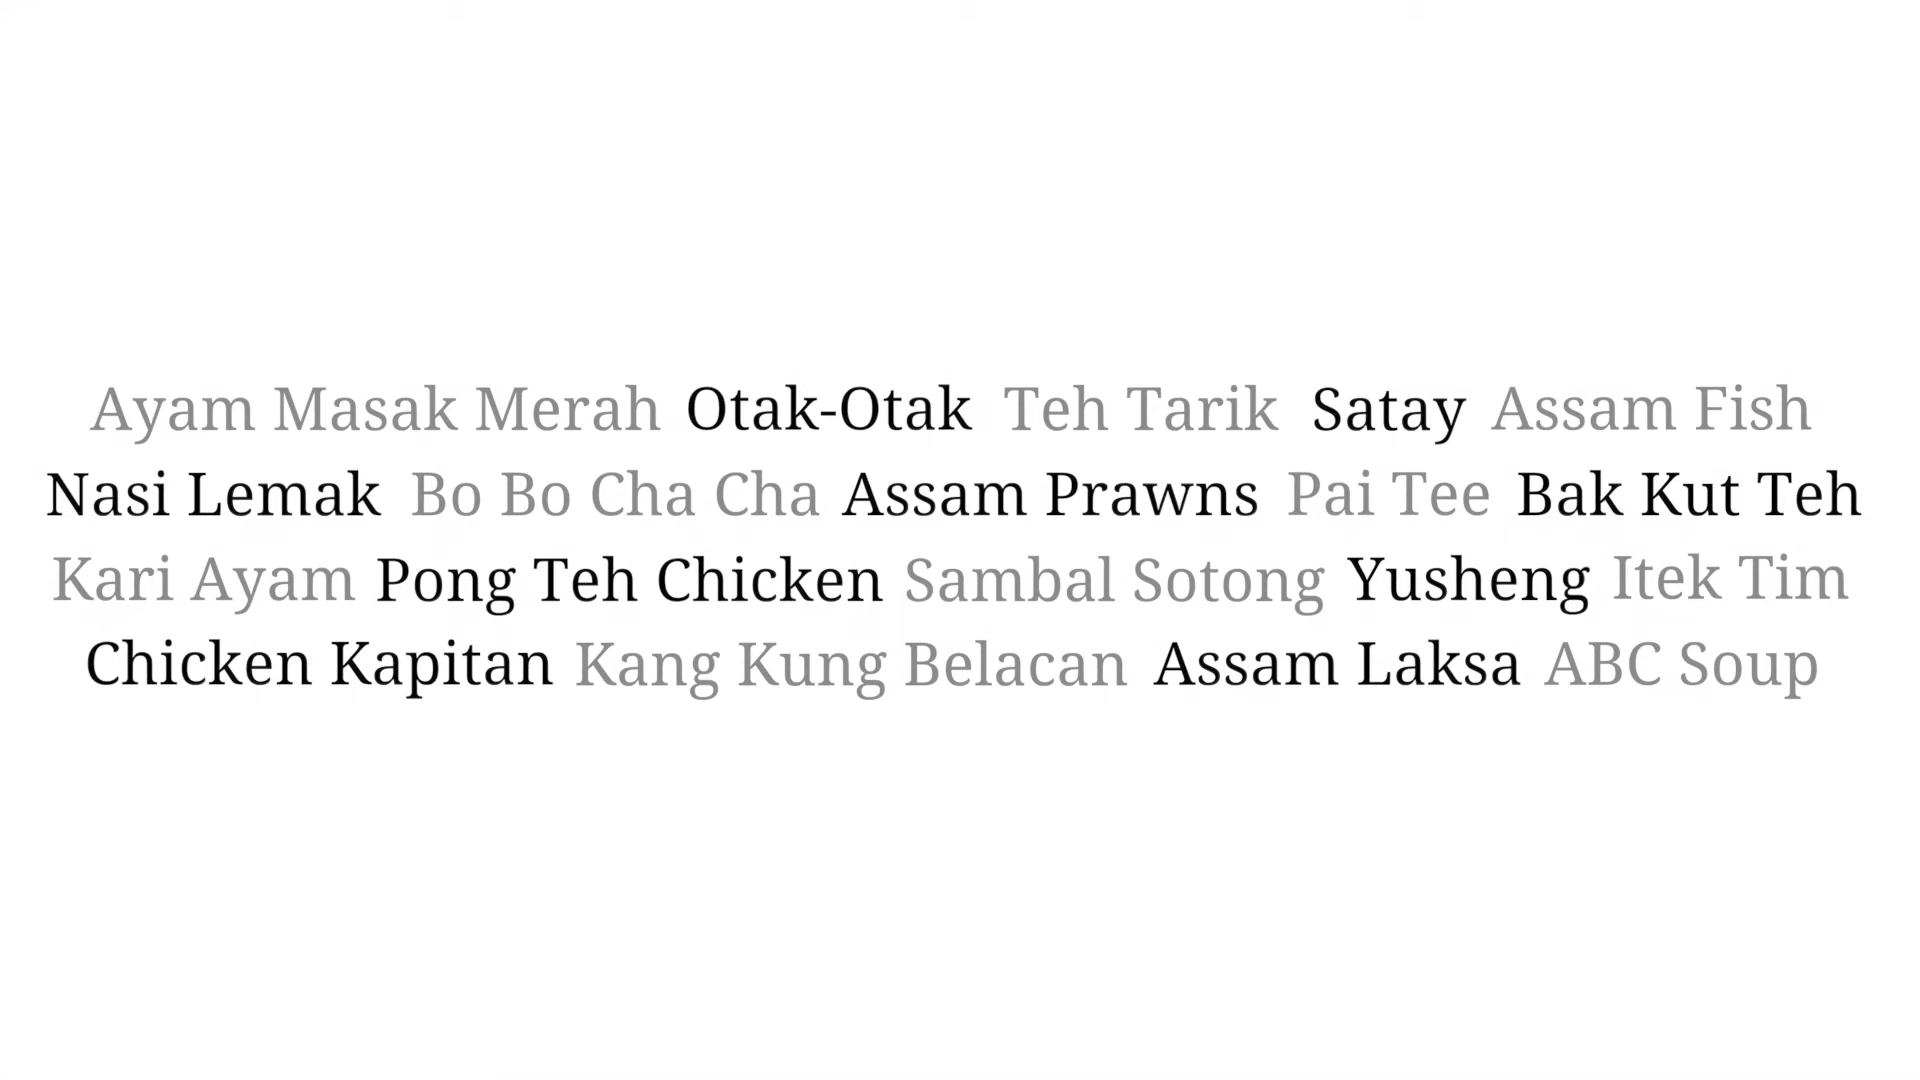 Ayam Masak Merah Otak-Otak Teh Tarik Satay Assam Fish
Nasi Lemak Bo Bo Cha Cha Assam Prawns Pai Tee Bak Kut Teh
Kari Ayam Pong Teh Chicken Sambal Sotong Yusheng Itek Tim
Chicken Kapitan Kang Kung Belacan Assam Laksa ABC Soup